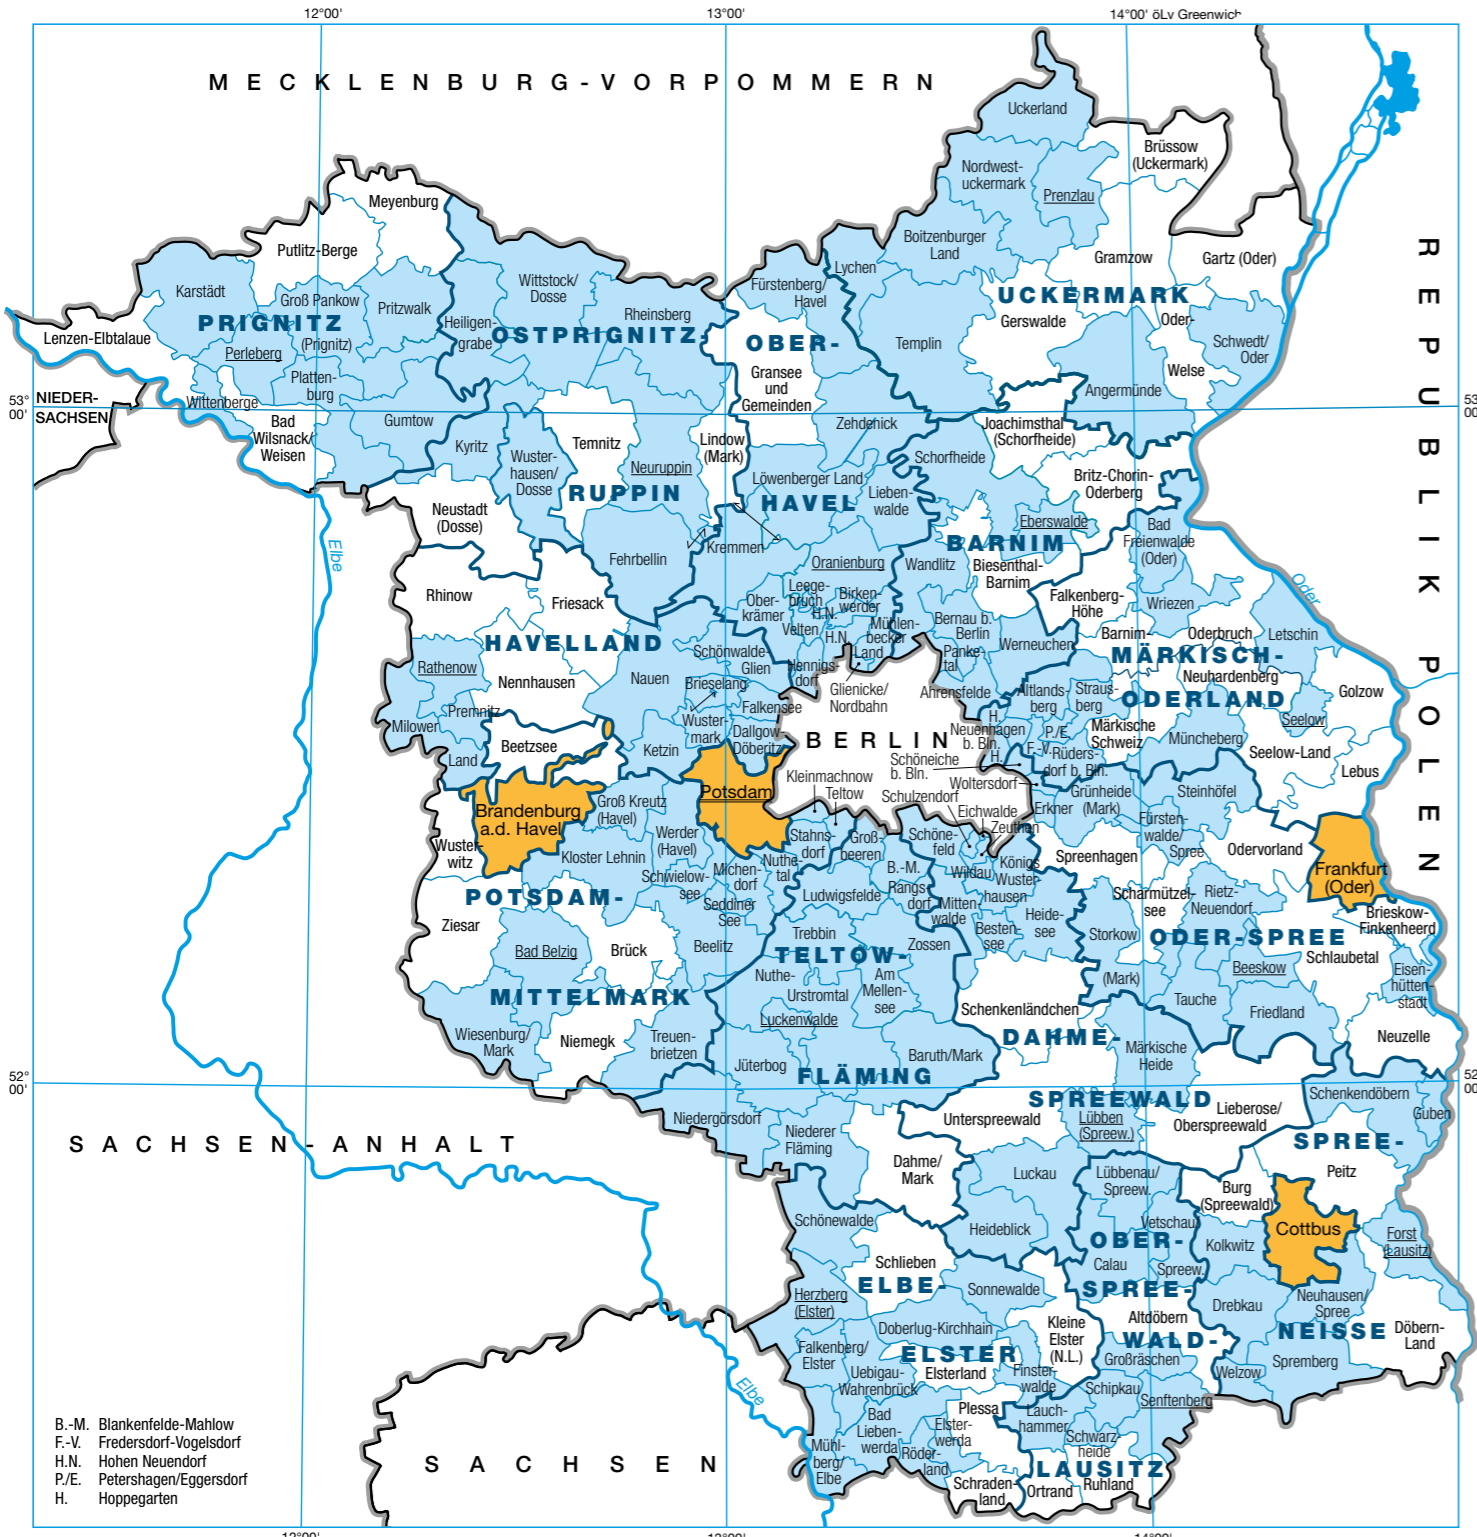 12°00'
13°00'
14°00' öLv Greenwich
MECKLENBURG-VORPOMMERN
Uckerland
Brüssow
(Uckermark)
Nordwest-
uckermark
Prenzlau
Meyenburg
Putlitz-Berge
Boitzenburger
Land
Gramzow
Gartz (Oder)
Lychen
Karstädt
Groß Pankow
(Prignitz)
Pritzwalk
PRIGNITZ
Perleberg
Lenzen-Elbtalaue
Wittstock/
Dosse
Heiligen-
grabe
Rheinsberg
OSTPRIGNITZ-
Fürstenberg/
Havel
OBER-
Gransee
und
Gemeinden
Templin
UCKERMARK
Gerswalde
Oder-
Welse
Schwedt/
Oder
Angermünde
Platten-
burg
Wittenberge
NIEDER-
SACHSEN
53°
00'
53
00'
Bad
Wilsnack/
Weisen
Gumtow
Kyritz
Wuster-
hausen/
Dosse
Temnitz
Neuruppin
Lindow
(Mark)
RUPPIN
Zehdenick
Löwenberger Land
HAVEL
Lieben-
walde
Joachimsthal
(Schorfheide)
Schorfheide
Britz-Chorin-
Oderberg
Eberswalde
BARNIM
Biesenthal-
Barnim
Wandlitz
Bad
Freienwalde
(Oder)
Neustadt
(Dosse)
Fehrbellin
Kremmen
Oranienburg
Elbe
Rhinow
Friesack
HAVELLAND
Ober-
krämer
Leege-
bruch
H.N.
Birken-
werder
Velten
H.N.
Mühlen-
becker
Land
Hennigs-
dorf
Glienicke/
Nordbahn
Bernau b.
Berlin
Panke-
tal
Werneuchen
Ahrensfelde
Falkenberg-
Höhe
Wriezen
Oder
Barnim-
Oderbruch
Letschin
MÄRKISCH-
ODERLAND
Neuhardenberg
Golzow
Seelow
Rathenow
Nennhausen
Premnitz
Milower
Land
Nauen
Schönwalde-
Glien
Brieselang
Falkensee
Wuster-
mark
Dallgow-
Döberitz
Ketzin
Beetzsee
BERLIN
Altlands-
berg
Straus-
berg
Märkische
Schweiz
Müncheberg
Seelow-Land
Lebus
H.
Neuenhagen
b. Bln.
H.
P./E.
F.-V.
Rüders-
dorf b. Bln.
Schöneiche
b. Bln.
Woltersdorf
Schulzendorf
Eichwalde
Zeuthen
Erkner
Grünheide
(Mark)
Steinhöfel
Fürsten-
walde/
Spree
Kleinmachnow
Teltow
Potsdam
Brandenburg
a.d. Havel
Groß Kreutz
(Havel)
Werder
(Havel)
Wuster-
witz
Kloster Lehnin
Schwielow-
see
Michen-
dorf
Nuthe-
tal
Stahns-
dorf
Groß-
beeren
Schöne-
feld
B.-M.
Rangs-
dorf
Wildau
Königs
Wuster-
hausen
Spreenhagen
Odervorland
Frankfurt
(Oder)
POTSDAM-
MITTELMARK
Ziesar
Bad Belzig
Brück
Seddiner
See
Beelitz
Ludwigsfelde
Trebbin
TELTOW-
FLÄMING
Mitten-
walde
Besten-
see
Heide-
see
Scharmützel-
see
Storkow
(Mark)
Rietz-
Neuendorf
ODER-SPREE
Brieskow-
Finkenheerd
Schlaubetal
Beeskow
Tauche
Friedland
Eisen-
hütten-
stadt
Neuzelle
Zossen
Am
Mellen-
see
Nuthe-
Urstromtal
Luckenwalde
Wiesenburg/
Mark
Niemegk
Treuen-
brietzen
Jüterbog
Baruth/Mark
Schenkenländchen
DAHME-
SPREEWALD
Märkische
Heide
52°
00'
52
00'
Niedergörsdorf
Niederer
Fläming
Unterspreewald
Lübben
(Spreew.)
Lieberose/
Oberspreewald
Schenkendöbern
Guben
SPREE-
NEISSE
Peitz
SACHSEN-ANHALT
Dahme/
Mark
Luckau
Lübbenau/
Spreew.
Burg
(Spreewald)
Cottbus
Forst
(Lausitz)
Schönewalde
Heideblick
Vetschau/
Spreew.
Kolkwitz
OBER-
SPREE-
WALD-
LAUSITZ
Calau
Schlieben
ELBE-
ELSTER
Sonnewalde
Herzberg
(Elster)
Doberlug-Kirchhain
Kleine
Elster
(N.L.)
Altdöbern
Drebkau
Neuhausen/
Spree
Döbern-
Land
Spremberg
Welzow
Großräschen
Falkenberg/
Elster
Uebigau-
Wahrenbrück
Elsterland
Finster-
walde
Schipkau
Senftenberg
Elbe
Bad
Lieben-
werda
Plessa
Elster-
werda
Lauch-
hammer
Schwarz-
heide
Mühl-
berg/
Elbe
Röder-
land
Schraden-
land
Ortrand
Ruhland
SACHSEN
REPUBLIK POLEN
B.-M. Blankenfelde-Mahlow
F.-V. Fredersdorf-Vogelsdorf
H.N. Hohen Neuendorf
P./E. Petershagen/Eggersdorf
H. Hoppegarten